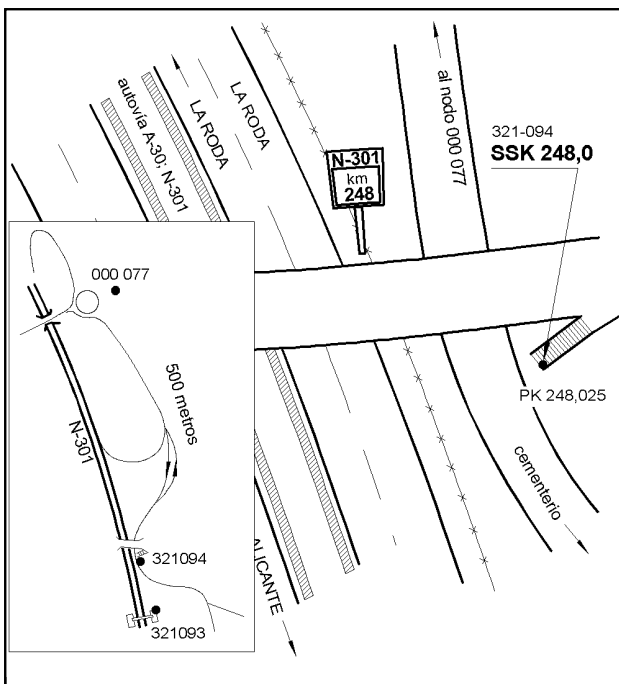 autovía A-30; N-301
LA RODA
LA RODA
N-301
km
248
al nodo 000 077
321-094
SSK 248,0
PK 248,025
cementerio
ALICANTE
000 077
500 metros
N-301
321094
321093